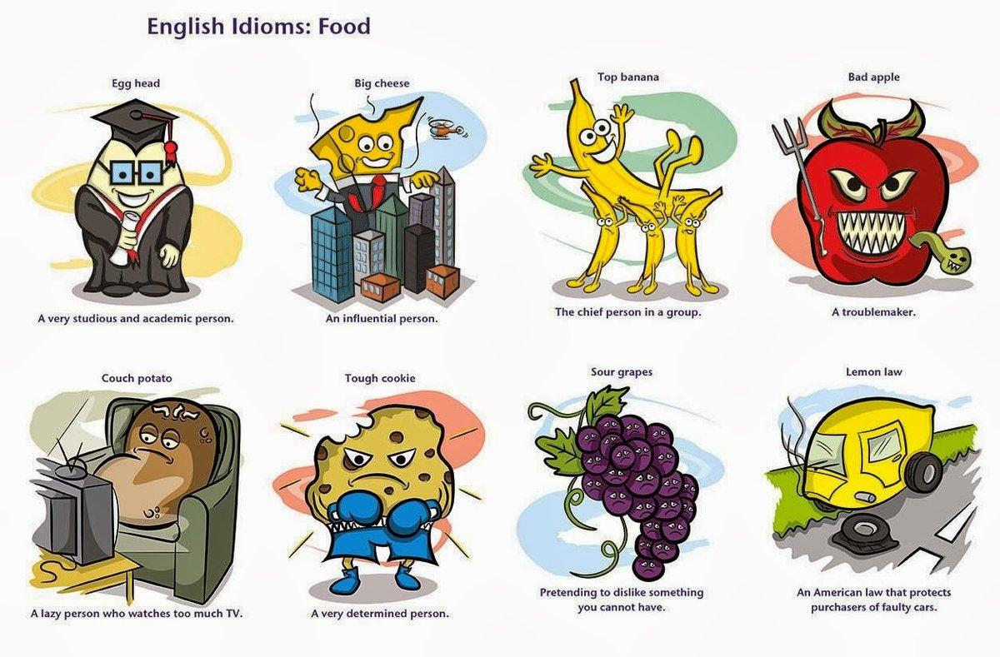 English Idioms: Food
Egg head
Big cheese
Top banana
Bad apple
A very studious and academic person.
An influential person.
The chief person in a group.
A troublemaker.
Couch potato
Tough cookie
Sour grapes
Lemon law
A lazy person who watches too much TV.
A very determined person.
Pretending to dislike something
you cannot have.
An American law that protects
purchasers of faulty cars.